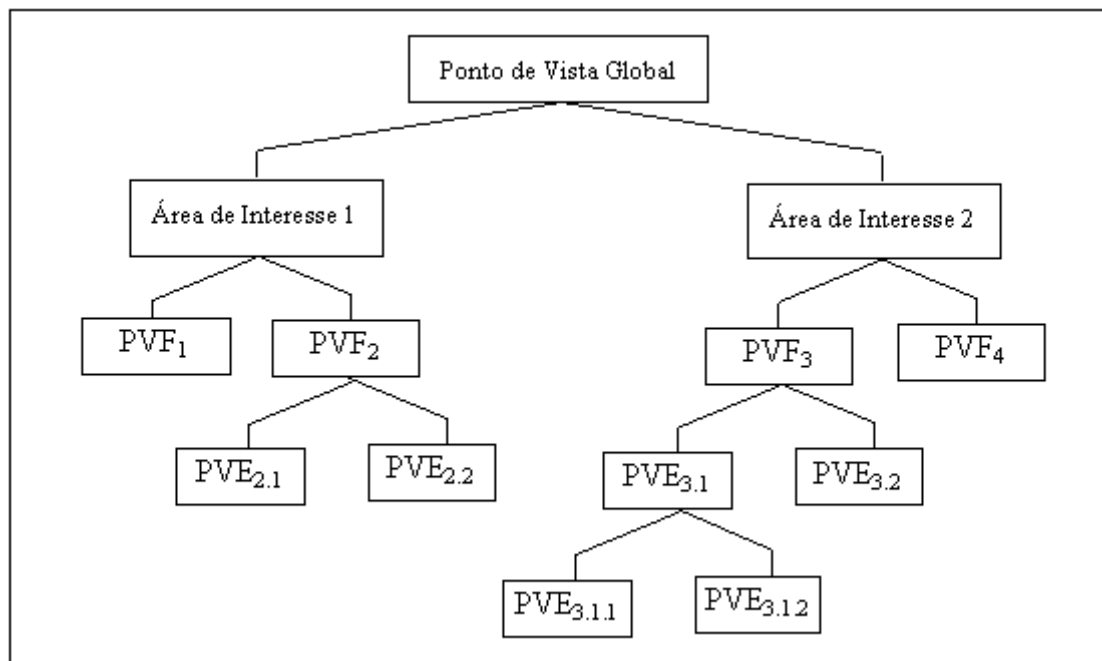 Ponto de Vista Global
Área de Interesse 1
Área de Interesse 2
PVF1
PVF2
PVF3
PVF4
PVE2.1
PVE2.2
PVE3.1
PVE3.2
PVE3.1.1
PVE3.1.2